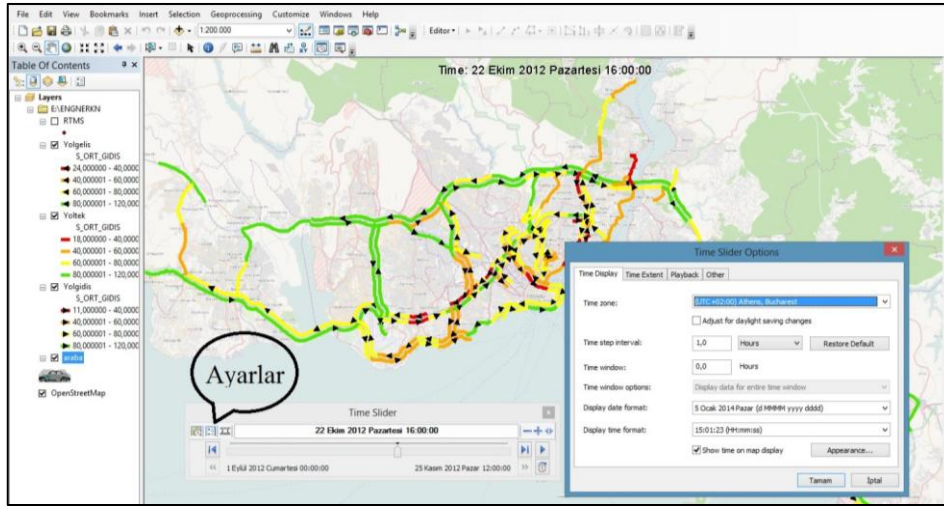 File Edit View Bookmarks Insert Selection Geoprocessing Customize Windows Help
1:200.000
Editor
Table Of Contents
Time: 22 Ekim 2012 Pazartesi 16:00:00
Layers
E:\ENGNERKN
RTMS
Yolgelis
S_ORT_GIDIS
24,000000 - 40,0000
40,000001 - 60,0000
60,000001 - 80,0000
80,000001 - 120,000
Yoltek
S_ORT_GIDIS
18,000000 - 40,0000
40,000001 - 60,0000
60,000001 - 80,0000
80,000001 - 120,000
Yolgidis
S_ORT_GIDIS
11,000000 - 40,0000
40,000001 - 60,0000
60,000001 - 80,0000
80,000001 - 120,000
araba
OpenStreetMap
Ayarlar
Time Slider
22 Ekim 2012 Pazartesi 16:00:00
1 Eylül 2012 Cumartesi 00:00:00 25 Kasım 2012 Pazar 12:00:00
Time Slider Options
Time Display Time Extent Playback Other
Time zone: (UTC+02:00) Athens, Bucharest
Adjust for daylight saving changes
Time step interval: 1,0 Hours Restore Default
Time window: 0,0 Hours
Time window options: Display data for entire time window
Display date format: 5 Ocak 2014 Pazar (d MMMM yyyy dddd)
Display time format: 15:01:23 (HH:mm:ss)
Show time on map display Appearance...
Tamam İptal